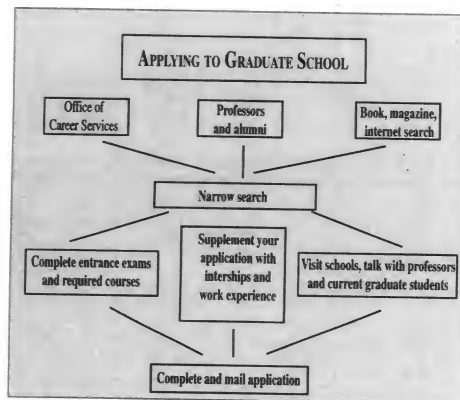 APPLYING TO GRADUATE SCHOOL
Office of
Career Services
Professors
and alumni
Book, magazine,
internet search
Narrow search
Complete entrance exams
and required courses
Supplement your
application with
interships and
work experience
Visit schools, talk with professors
and current graduate students
Complete and mail application